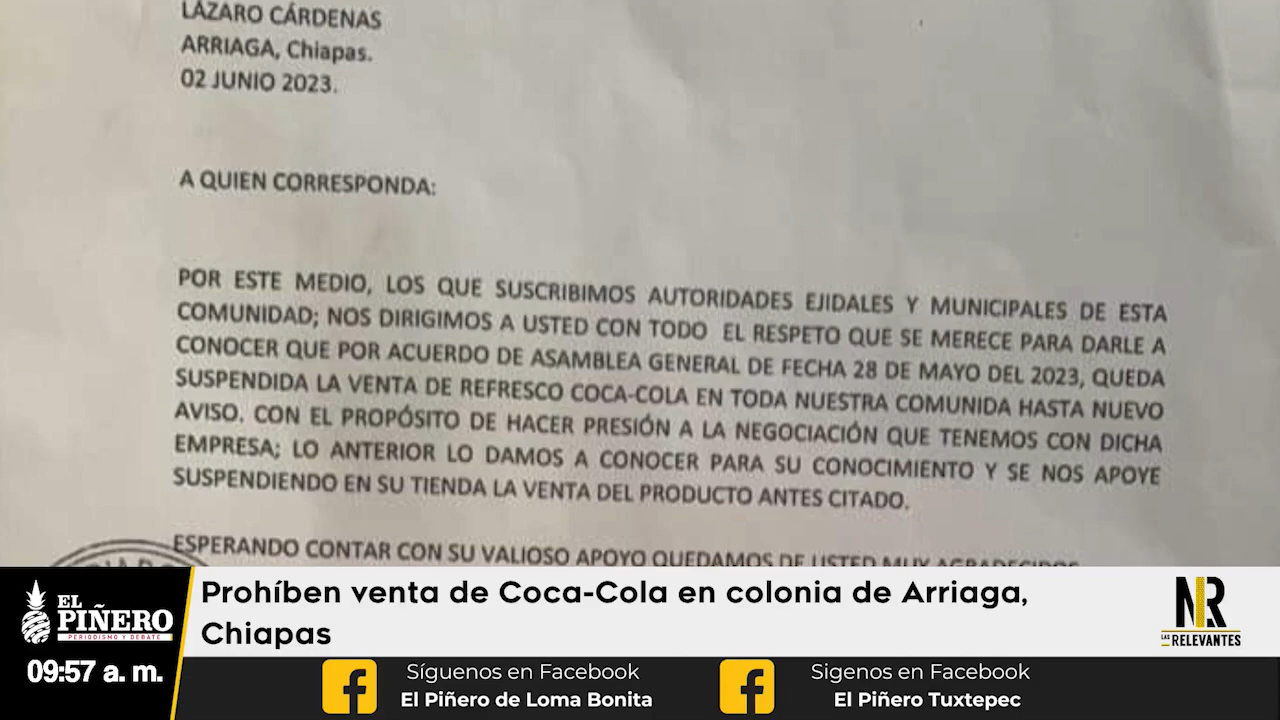 LÁZARO CÁRDENAS
ARRIAGA, Chiapas.
02 JUNIO 2023.
A QUIEN CORRESPONDA:
POR ESTE MEDIO, LOS QUE SUSCRIBIMOS AUTORIDADES EJIDALES Y MUNICIPALES DE ESTA
COMUNIDAD; NOS DIRIGIMOS A USTED CON TODO EL RESPETO QUE SE MERECE PARA DARLE A
CONOCER QUE POR ACUERDO DE ASAMBLEA GENERAL DE FECHA 28 DE MAYO DEL 2023, QUEDA
SUSPENDIDA LA VENTA DE REFRESCO COCA-COLA EN TODA NUESTRA COMUNIDA HASTA NUEVO
AVISO. CON EL PROPÓSITO DE HACER PRESIÓN A LA NEGOCIACIÓN QUE TENEMOS CON DICHA
EMPRESA; LO ANTERIOR LO DAMOS A CONOCER PARA SU CONOCIMIENTO Y SE NOS APOYE
SUSPENDIENDO EN SU TIENDA LA VENTA DEL PRODUCTO ANTES CITADO.
ESPERANDO CONTAR CON SU VALIOSO APOYO QUEDAMOS DE USTED MUY AGRADECIDOS
EL
PIÑERO
PERIODISMO Y DEBATE
09:57 a. m.
Prohíben venta de Coca-Cola en colonia de Arriaga,
Chiapas
NR
LAS
RELEVANTES
Síguenos en Facebook
El Piñero de Loma Bonita
Sigenos en Facebook
El Piñero Tuxtepec